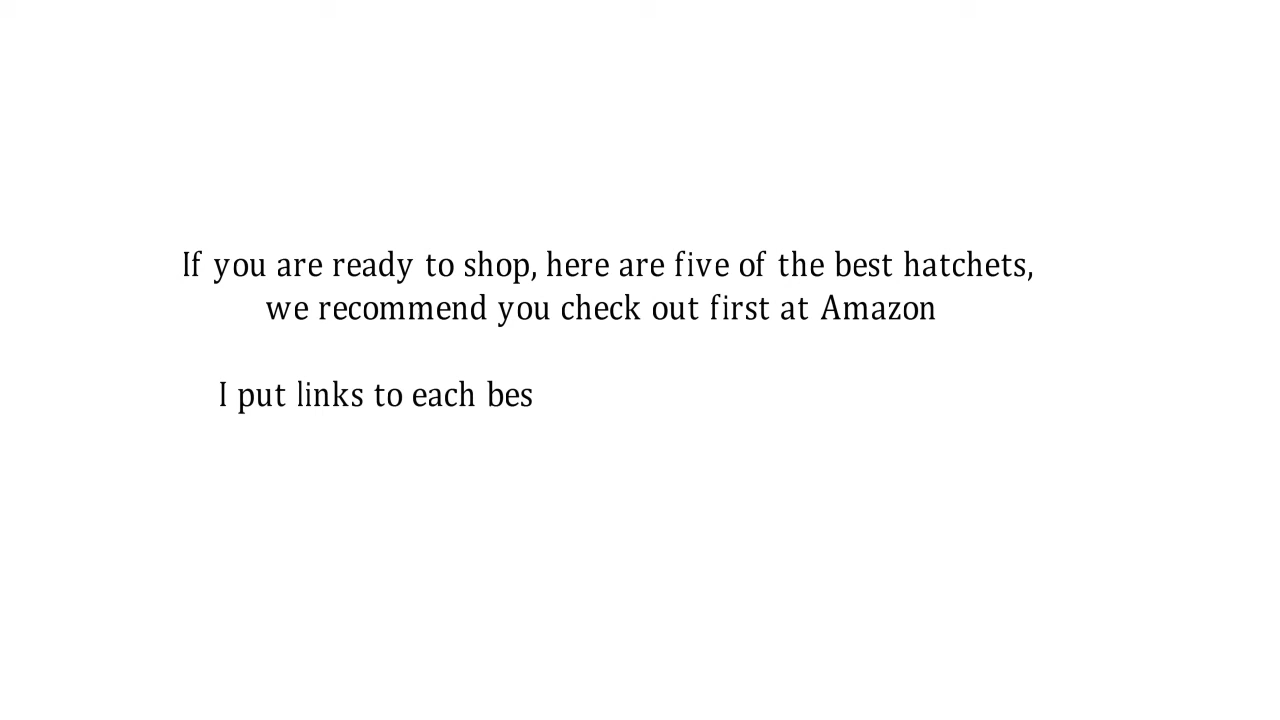 If you are ready to shop, here are five of the best hatchets,
we recommend you check out first at Amazon
I put links to each bes